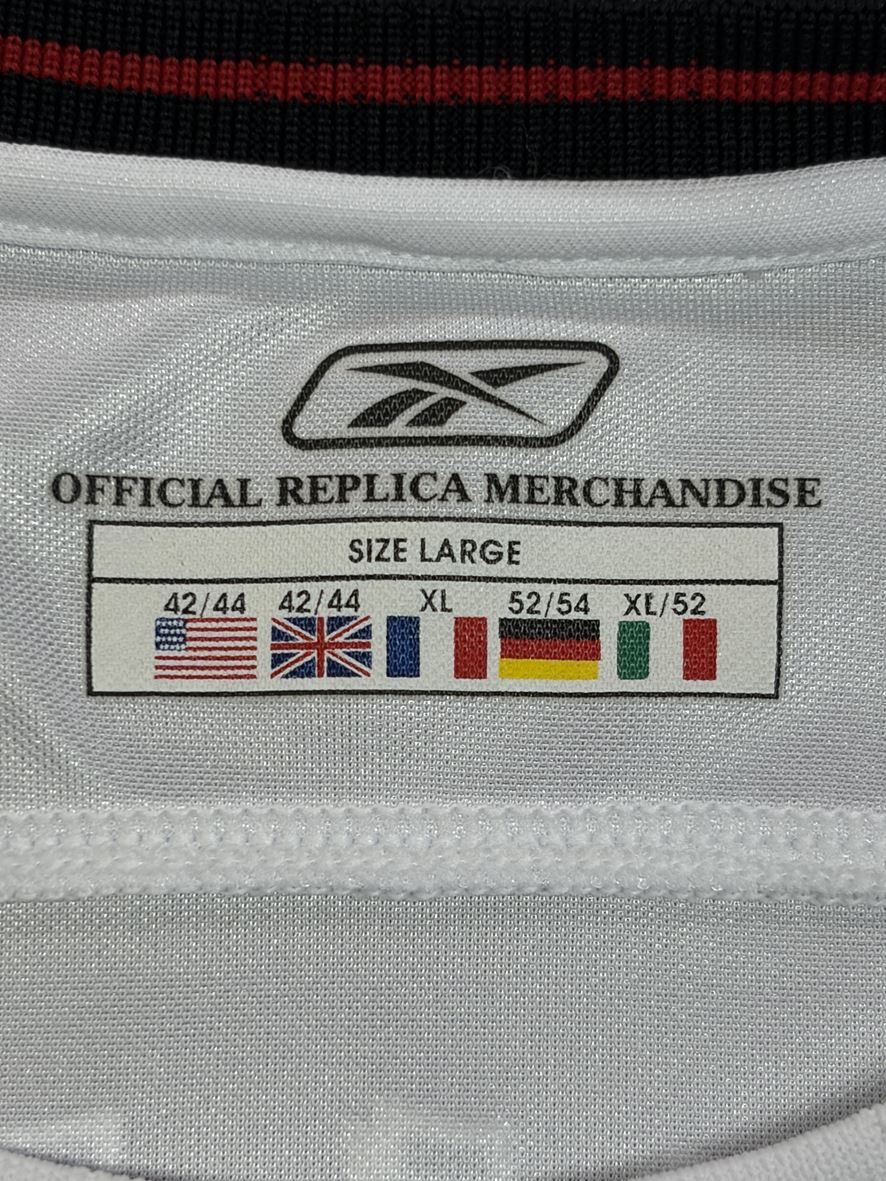 OFFICIAL REPLICA MERCHANDISE
SIZE LARGE
42/44 42/44 XL 52/54 XL/52